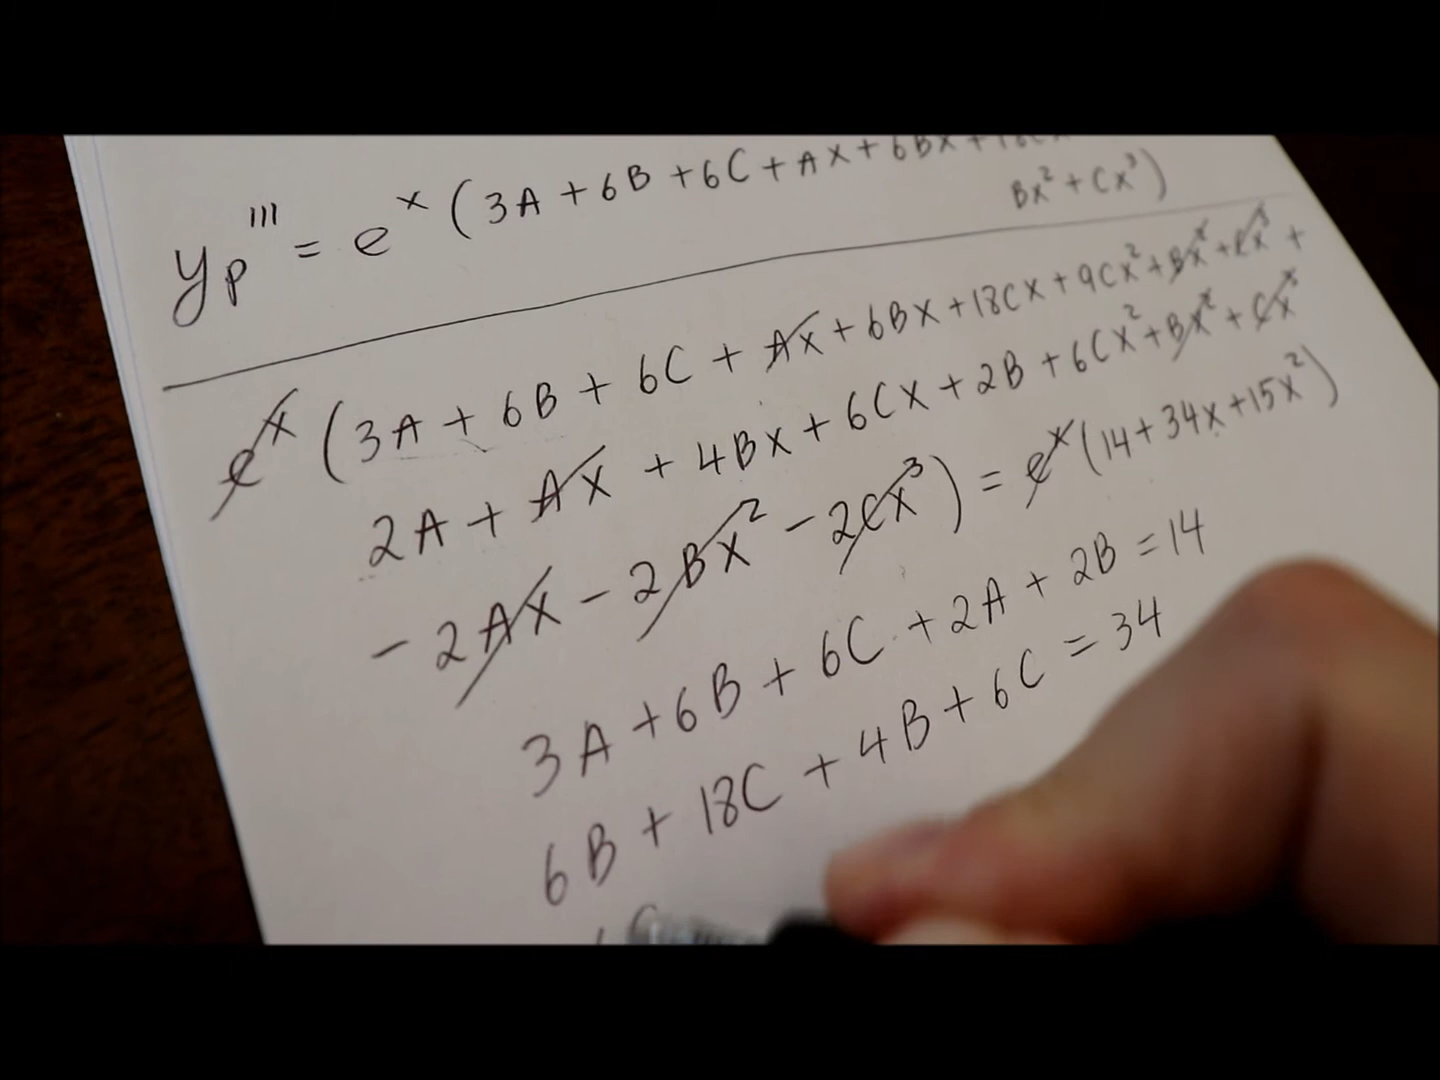 yp''' = e^x (3A + 6B + 6C + Ax + 6Bx + 18Cx
Bx² + Cx³)
e^x (3A + 6B + 6C + Ax + 6Bx + 18Cx + 9Cx² + Bx² + Cx³ +
2A + Ax + 4Bx + 6Cx + 2B + 6Cx² + Bx² + Cx³
- 2Ax - 2Bx² - 2Cx³) = e^x (14 + 34x + 15x²)
3A + 6B + 6C + 2A + 2B = 14
6B + 18C + 4B + 6C = 34